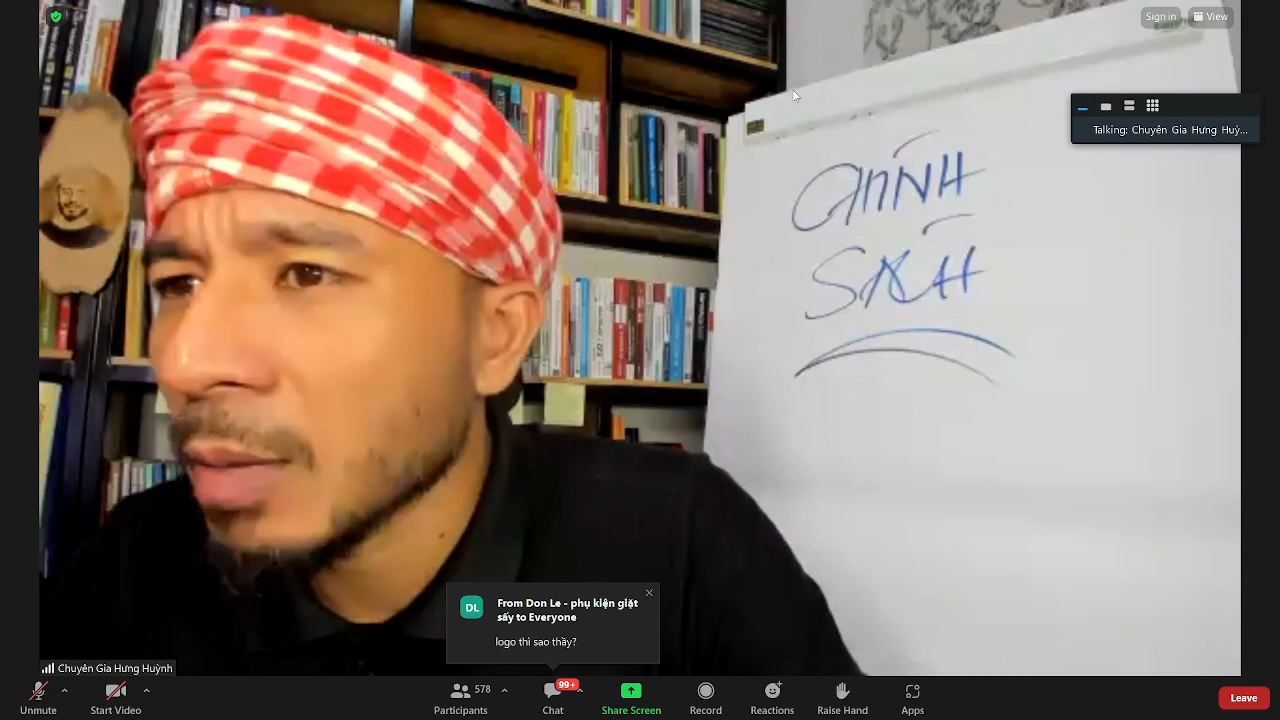 Sign in
View
Talking: Chuyên Gia Hưng Huỳ...
CHÍNH
SÁCH
DL
From Don Le - phụ kiện giặt
sấy to Everyone
logo thì sao thầy?
Chuyên Gia Hưng Huỳnh
Unmute
Start Video
578
Participants
99+
Chat
Share Screen
Record
Reactions
Raise Hand
Apps
Leave